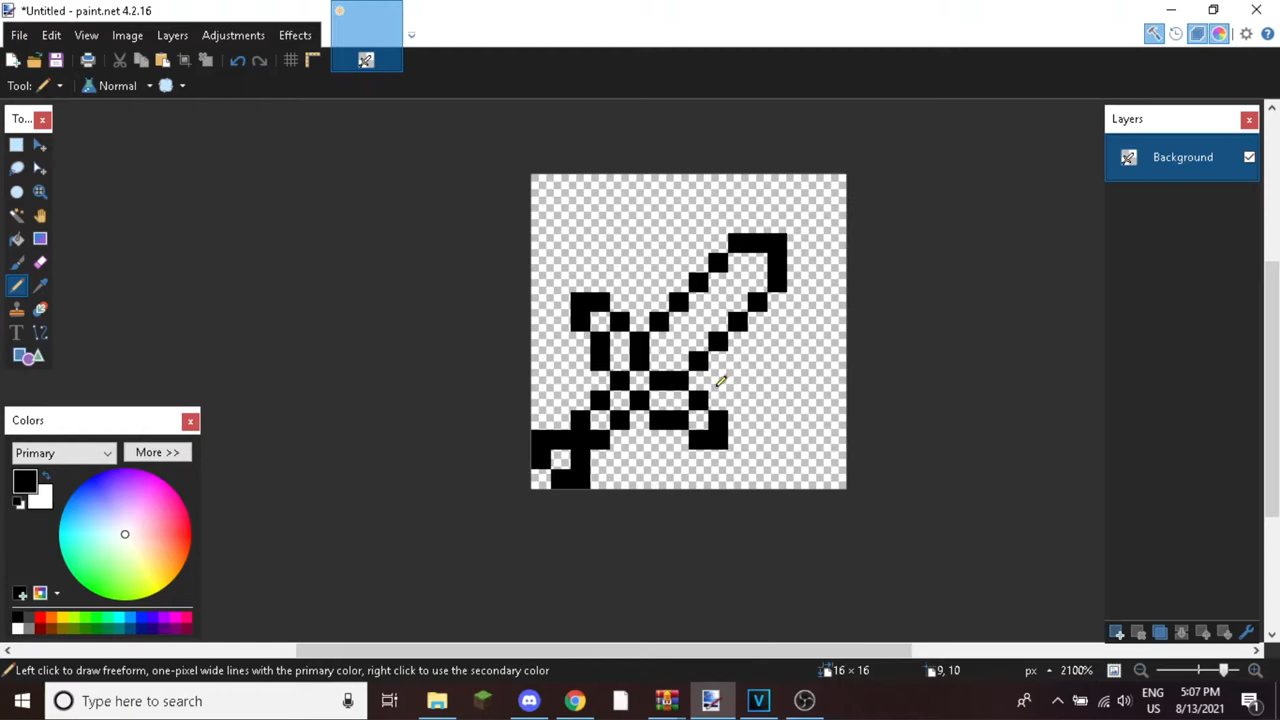 *Untitled - paint.net 4.2.16
File Edit View Image Layers Adjustments Effects
Tool: Normal
To...
Layers
Background
Colors
Primary More >>
Left click to draw freeform, one-pixel wide lines with the primary color, right click to use the secondary color 16 × 16 9, 10 px 2100%
Type here to search
ENG
US
5:07 PM
8/13/2021
1